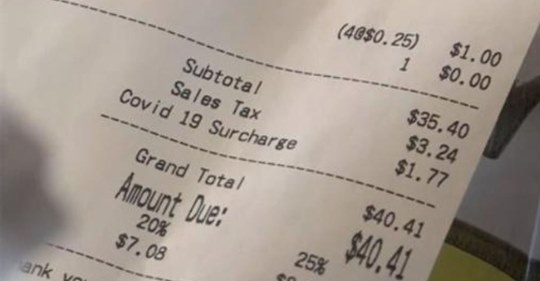 (4@$0.25) $1.00
1 $0.00
Subtotal $35.40
Sales Tax $3.24
Covid 19 Surcharge $1.77
Grand Total $40.41
Amount Due: $40.41
20% 25%
$7.08